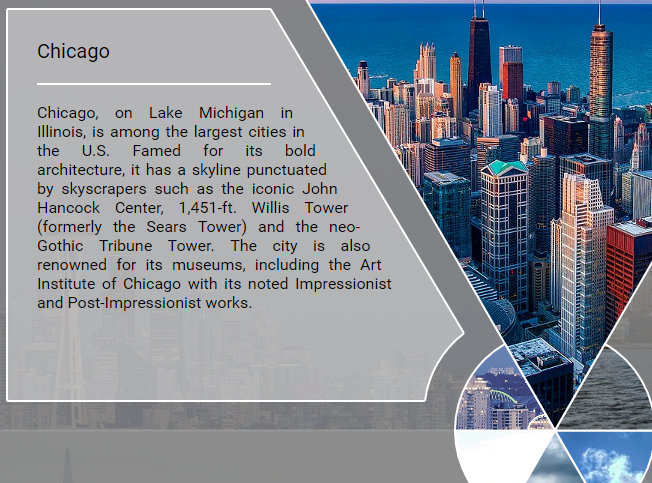 Chicago
Chicago, on Lake Michigan in
Illinois, is among the largest cities in
the U.S. Famed for its bold
architecture, it has a skyline punctuated
by skyscrapers such as the iconic John
Hancock Center, 1,451-ft. Willis Tower
(formerly the Sears Tower) and the neo-
Gothic Tribune Tower. The city is also
renowned for its museums, including the Art
Institute of Chicago with its noted Impressionist
and Post-Impressionist works.